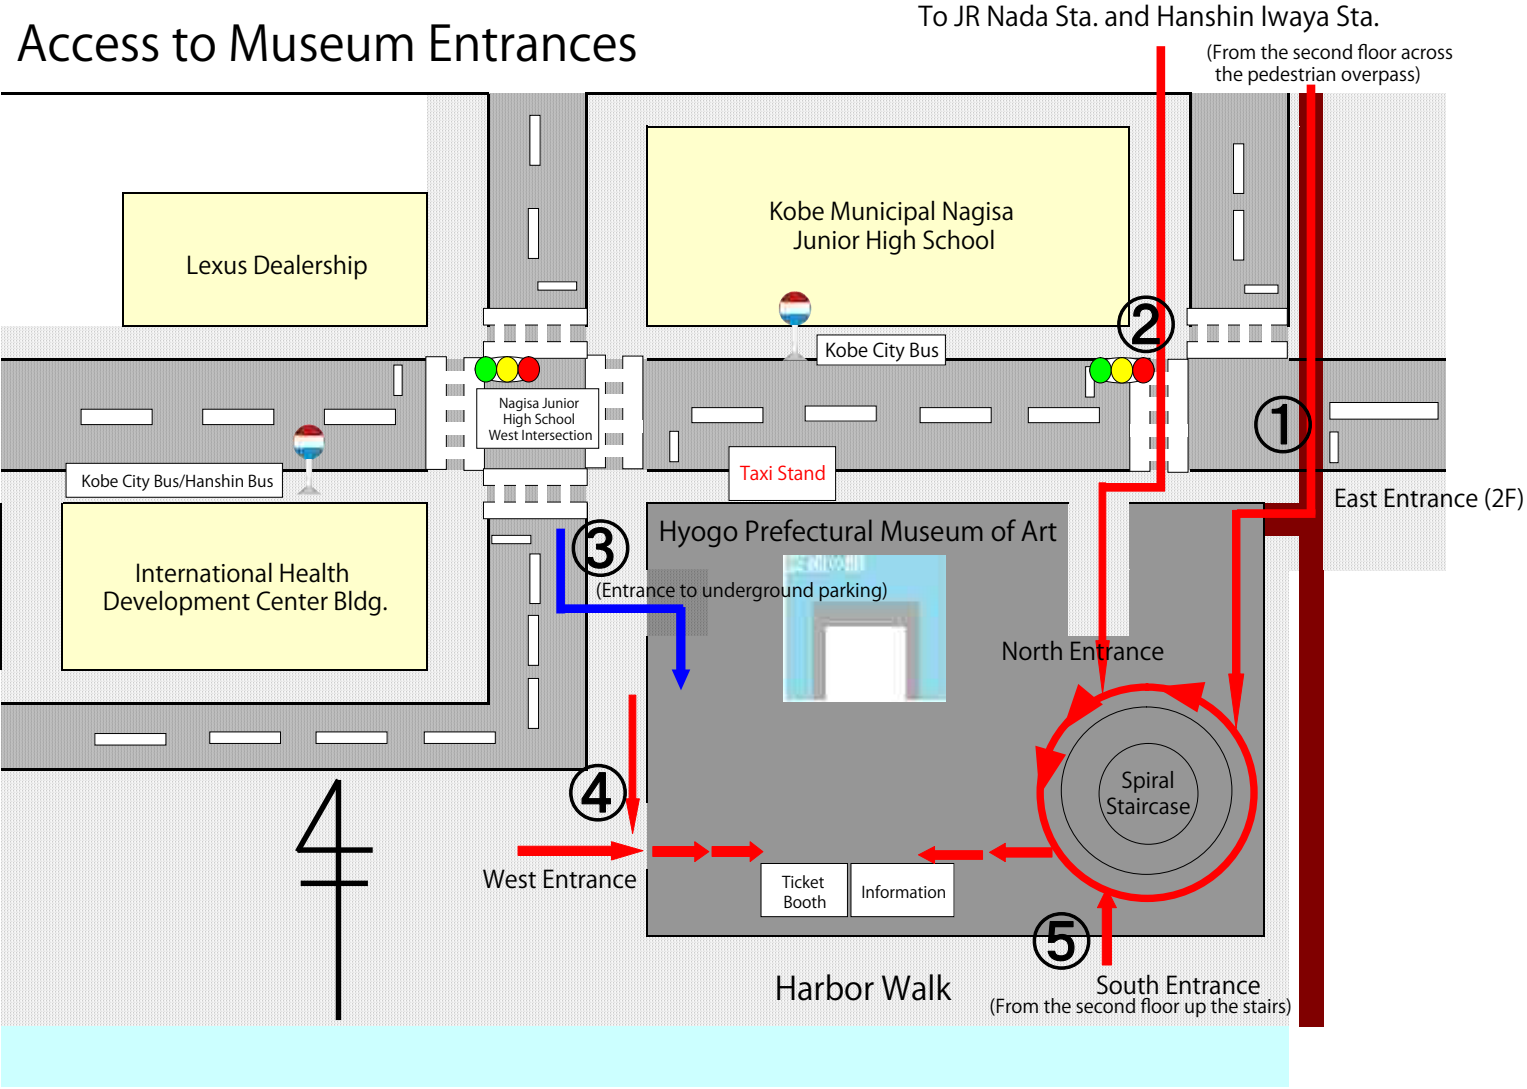 Access to Museum Entrances
To JR Nada Sta. and Hanshin Iwaya Sta.
(From the second floor across
the pedestrian overpass)
Kobe Municipal Nagisa
Junior High School
Lexus Dealership
②
Kobe City Bus
Nagisa Junior
High School
West Intersection
①
Taxi Stand
Kobe City Bus/Hanshin Bus
East Entrance (2F)
Hyogo Prefectural Museum of Art
③
(Entrance to underground parking)
International Health
Development Center Bldg.
North Entrance
④
Spiral
Staircase
West Entrance
Ticket
Booth
Information
⑤
Harbor Walk
South Entrance
(From the second floor up the stairs)